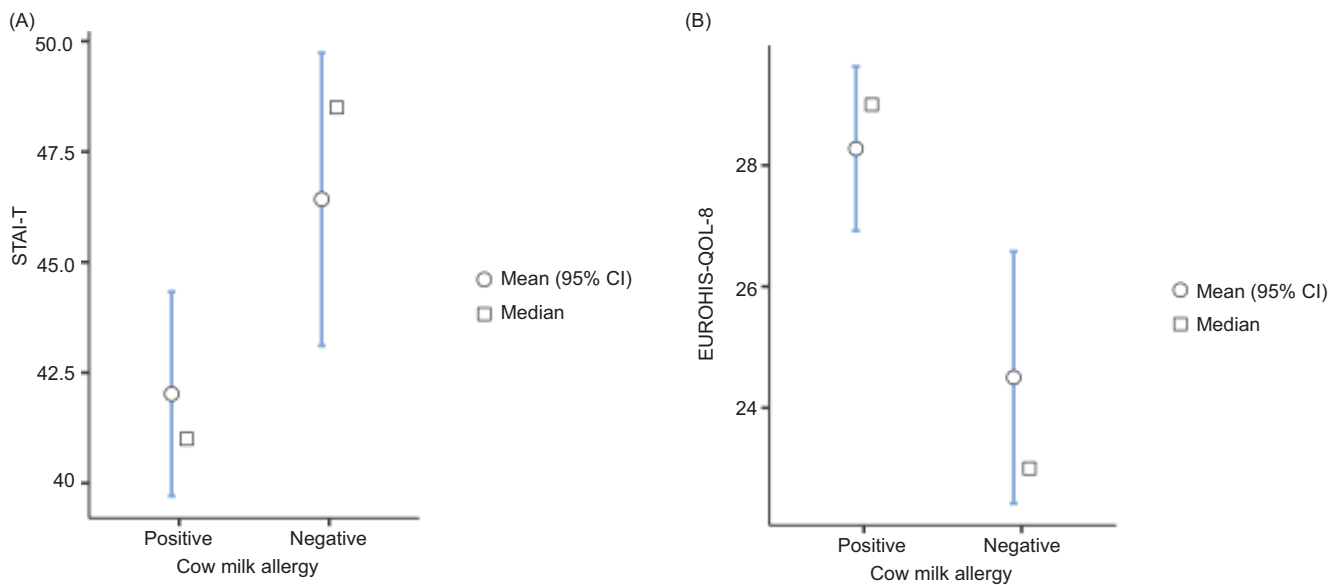 (A)
50.0
47.5
45.0
42.5
40
STAI-T
Positive
Negative
Cow milk allergy
Mean (95% CI)
Median
(B)
28
26
24
EUROHIS-QOL-8
Positive
Negative
Cow milk allergy
Mean (95% CI)
Median